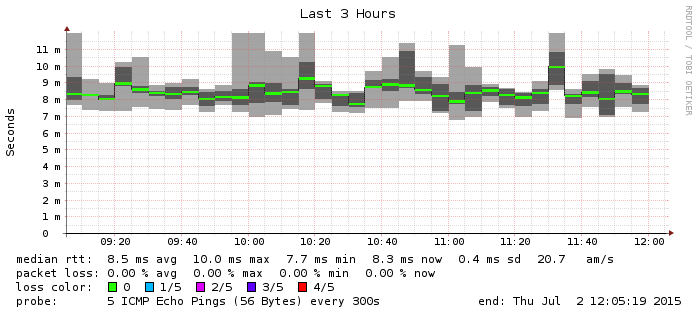 Last 3 Hours
RRDTOOL / TOBI OETIKER
Seconds
11 m
10 m
9 m
8 m
7 m
6 m
5 m
4 m
3 m
2 m
1 m
0
09:20 09:40 10:00 10:20 10:40 11:00 11:20 11:40 12:00
median rtt: 8.5 ms avg 10.0 ms max 7.7 ms min 8.3 ms now 0.4 ms sd 20.7 am/s
packet loss: 0.00 % avg 0.00 % max 0.00 % min 0.00 % now
loss color: 0 1/5 2/5 3/5 4/5
probe: 5 ICMP Echo Pings (56 Bytes) every 300s end: Thu Jul 2 12:05:19 2015